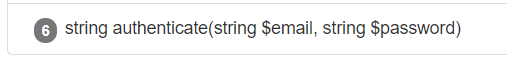 6 string authenticate(string $email, string $password)